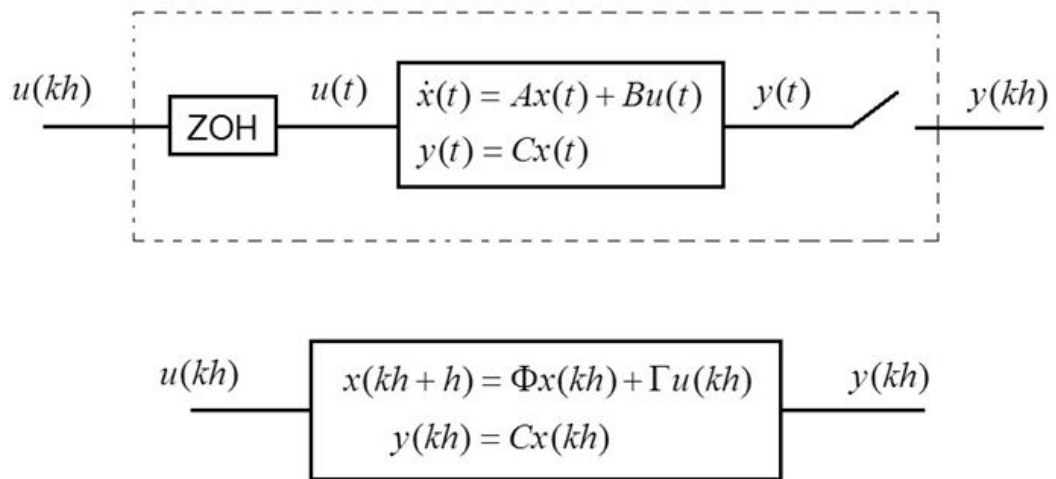 u(kh)
ZOH
u(t)
ẋ(t) = Ax(t) + Bu(t)
y(t) = Cx(t)
y(t)
y(kh)
u(kh)
x(kh + h) = Φx(kh) + Γu(kh)
y(kh) = Cx(kh)
y(kh)